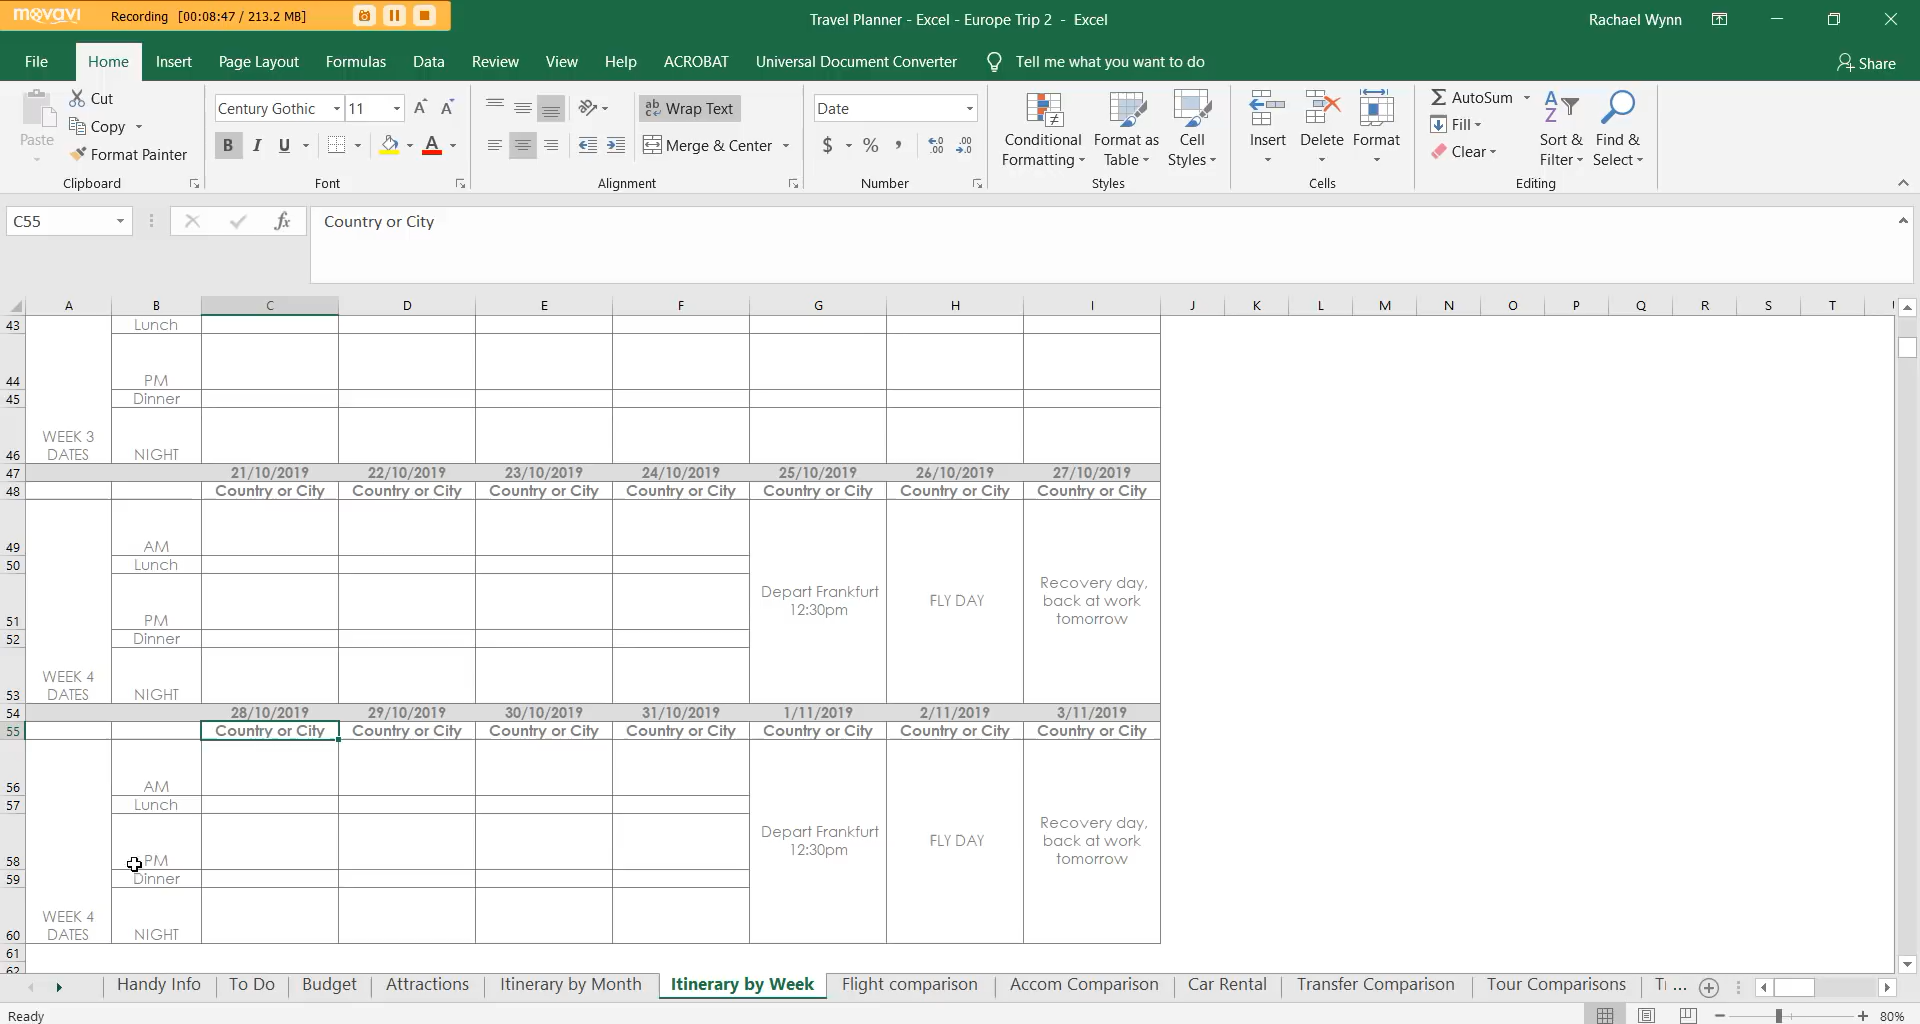 movavi Recording [00:08:47 / 213.2 MB]
Travel Planner - Excel - Europe Trip 2 - Excel
Rachael Wynn
File Home Insert Page Layout Formulas Data Review View Help ACROBAT Universal Document Converter Tell me what you want to do Share
Paste
Cut
Copy
Format Painter
Clipboard
Century Gothic 11
B I U
Font
Wrap Text
Merge & Center
Alignment
Date
$ % ,
Number
Conditional Formatting
Format as Table
Cell Styles
Styles
Insert Delete Format
Cells
AutoSum
Fill
Clear
Sort & Filter
Find & Select
Editing
C55 fx Country or City
A B C D E F G H I J K L M N O P Q R S T
43 Lunch
44 PM
45 Dinner
46 WEEK 3 DATES NIGHT
47 21/10/2019 22/10/2019 23/10/2019 24/10/2019 25/10/2019 26/10/2019 27/10/2019
48 Country or City Country or City Country or City Country or City Country or City Country or City Country or City
49 AM
50 Lunch
Depart Frankfurt 12:30pm FLY DAY Recovery day, back at work tomorrow
51 PM
52 Dinner
53 WEEK 4 DATES NIGHT
54 28/10/2019 29/10/2019 30/10/2019 31/10/2019 1/11/2019 2/11/2019 3/11/2019
55 Country or City Country or City Country or City Country or City Country or City Country or City Country or City
56 AM
57 Lunch
Depart Frankfurt 12:30pm FLY DAY Recovery day, back at work tomorrow
58 PM
59 Dinner
60 WEEK 4 DATES NIGHT
61
62
Handy Info To Do Budget Attractions Itinerary by Month Itinerary by Week Flight comparison Accom Comparison Car Rental Transfer Comparison Tour Comparisons
Ready 80%